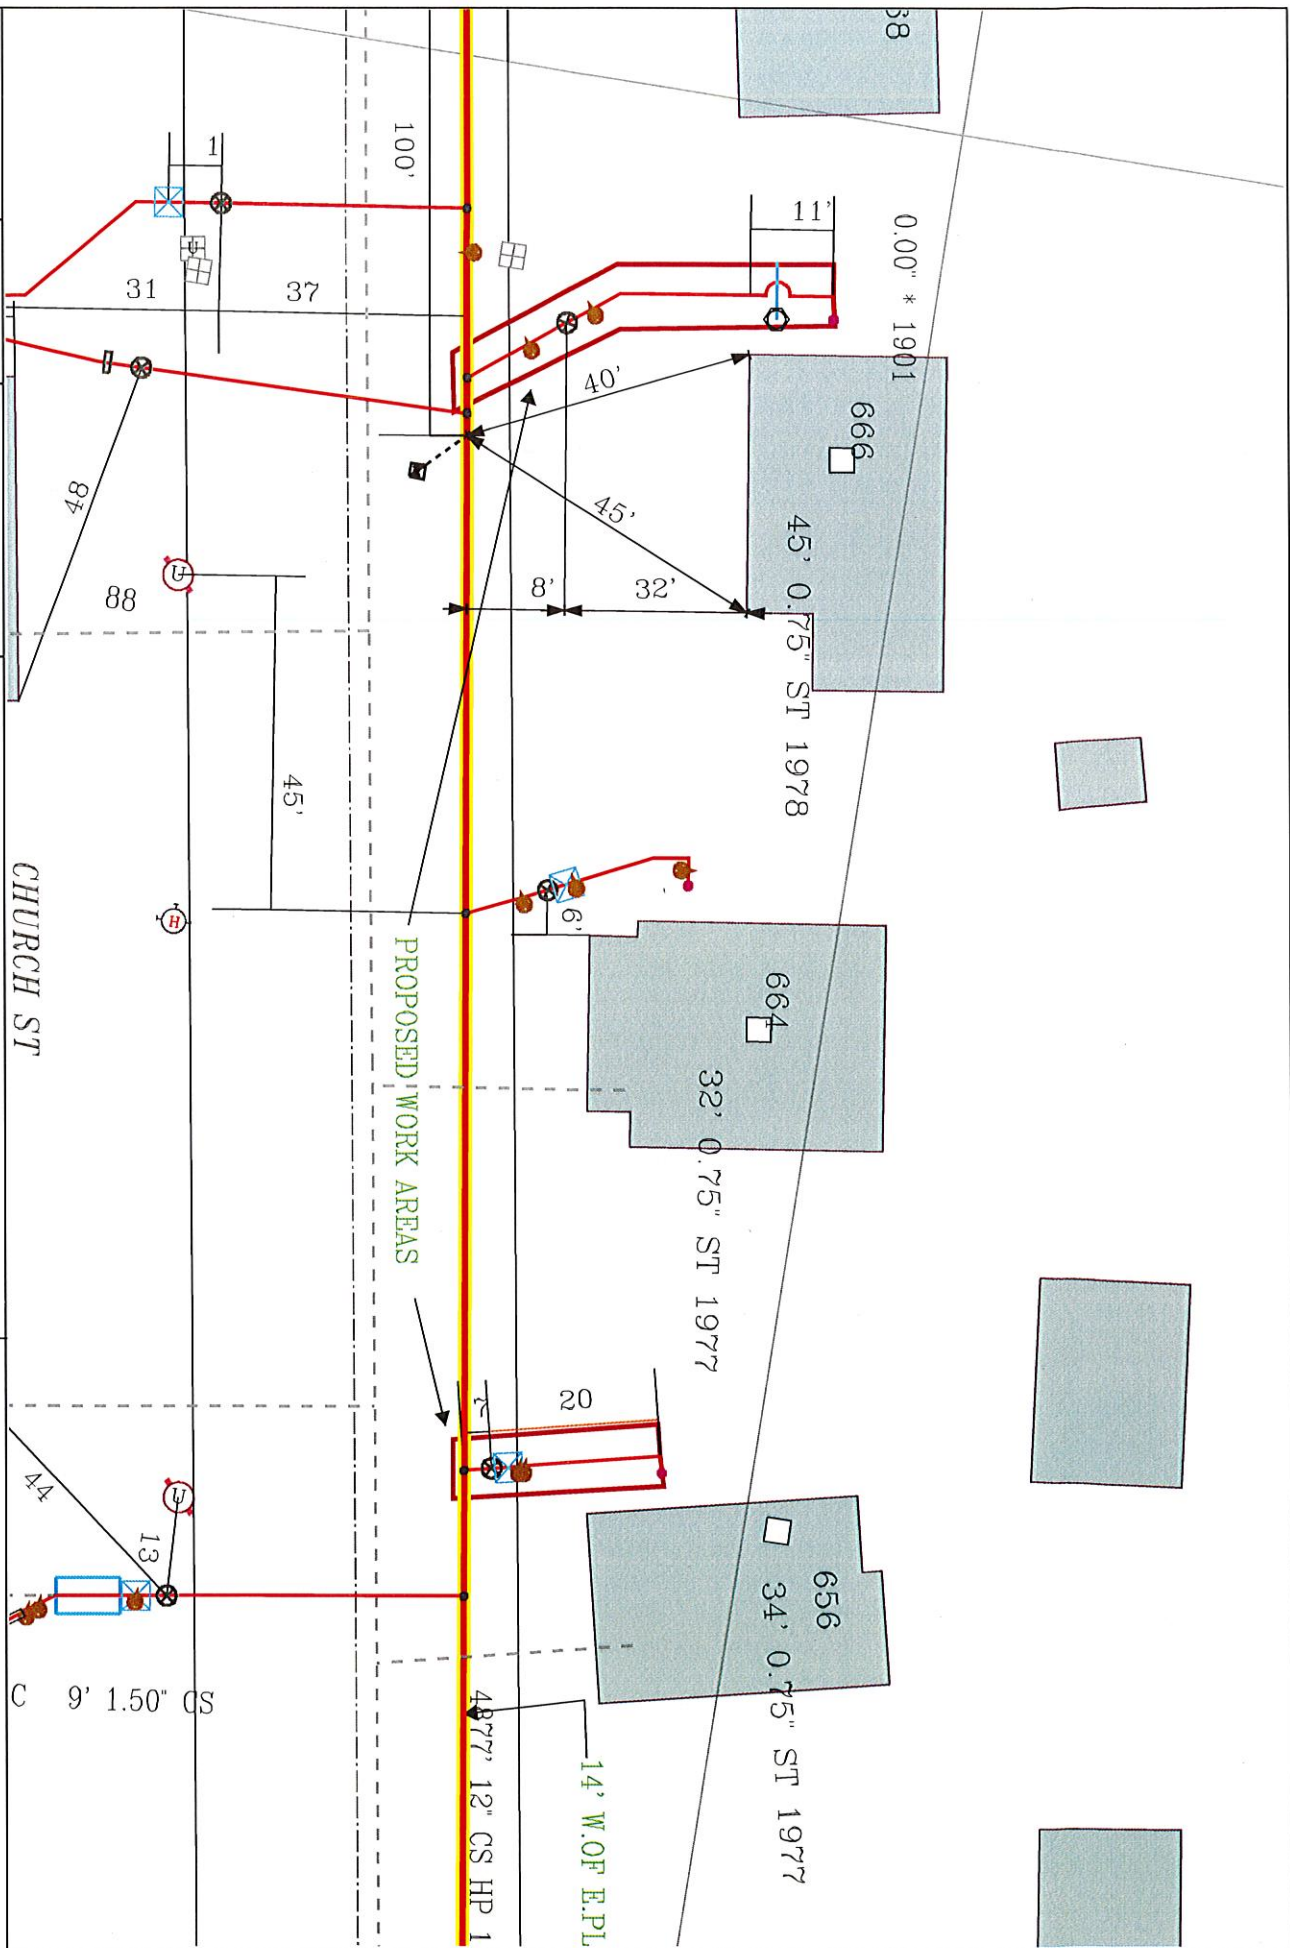 68
0.00" * 1901
11'
100'
1
31
37
40'
666
45' 0.75" ST 1978
45'
48
U
U
88
8'
32'
45'
CHURCH ST
H
6'
664
32' 0.75" ST 1977
PROPOSED WORK AREAS
20
44
U
13
656
34' 0.75" ST 1977
C
9' 1.50" CS
4877' 12" CS HP 1
14' W.OF E.PL